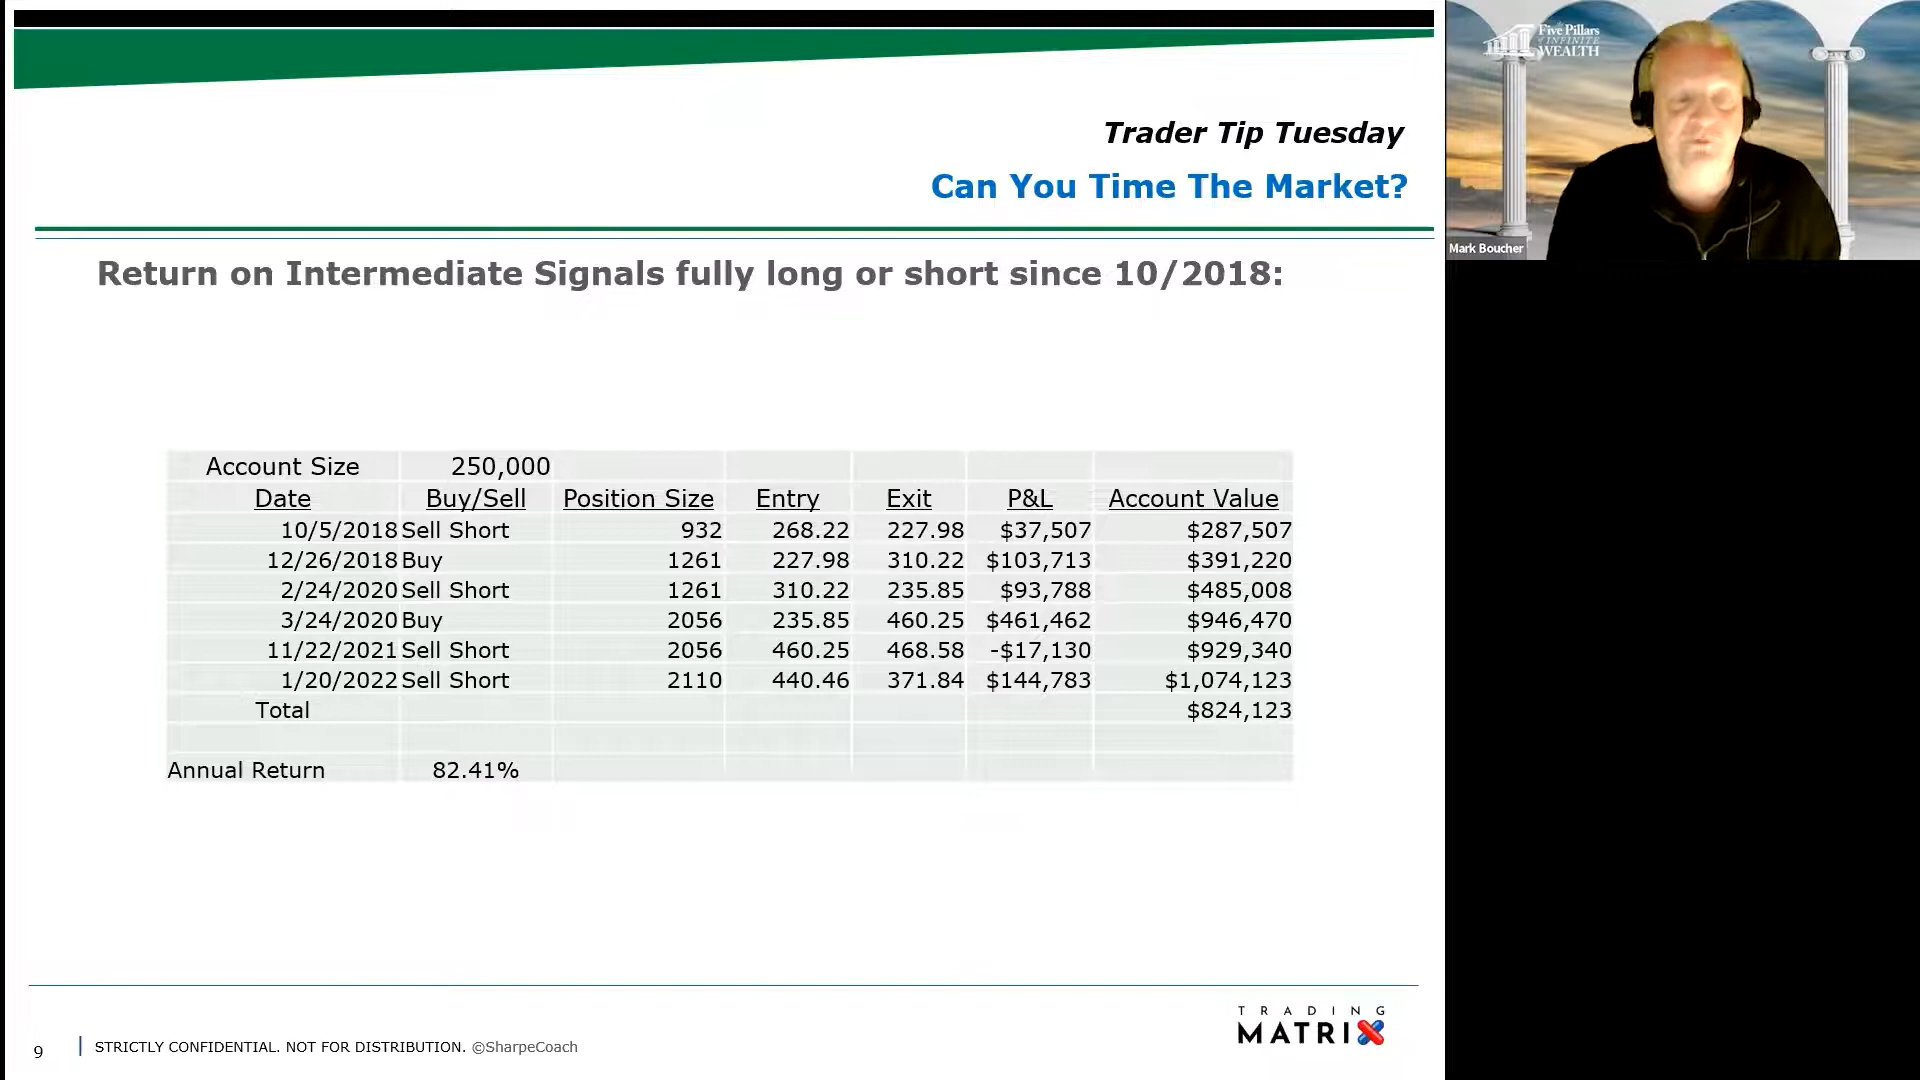 Trader Tip Tuesday
Can You Time The Market?
Return on Intermediate Signals fully long or short since 10/2018:
Account Size 250,000
Date Buy/Sell Position Size Entry Exit P&L Account Value
10/5/2018 Sell Short 932 268.22 227.98 $37,507 $287,507
12/26/2018 Buy 1261 227.98 310.22 $103,713 $391,220
2/24/2020 Sell Short 1261 310.22 235.85 $93,788 $485,008
3/24/2020 Buy 2056 235.85 460.25 $461,462 $946,470
11/22/2021 Sell Short 2056 460.25 468.58 -$17,130 $929,340
1/20/2022 Sell Short 2110 440.46 371.84 $144,783 $1,074,123
Total $824,123
Annual Return 82.41%
9 STRICTLY CONFIDENTIAL. NOT FOR DISTRIBUTION. ©SharpeCoach
TRADING
MATRIX
Five Pillars
of INFINITE
WEALTH
Mark Boucher